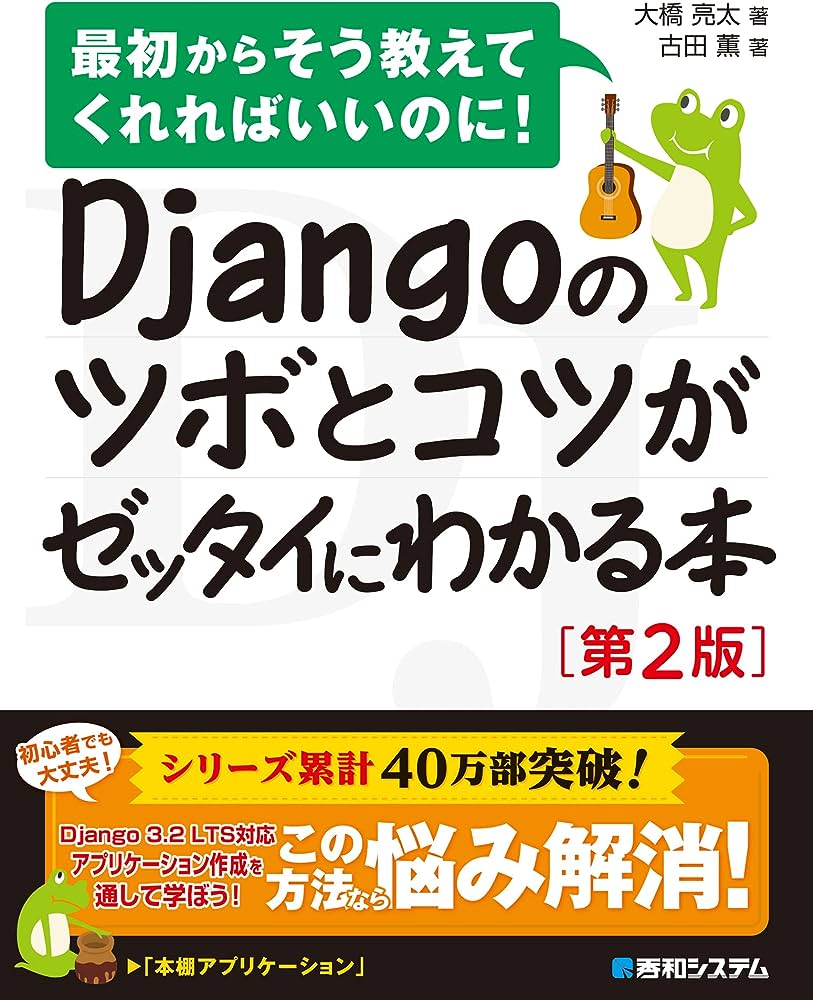 大橋 亮太 著
古田 薫 著
最初からそう教えて
くれればいいのに!
Djangoの
ツボとコツが
ゼッタイにわかる本
[第2版]
初心者でも
大丈夫!
シリーズ累計40万部突破!
Django 3.2 LTS対応
アプリケーション作成を
通して学ぼう!
この
方法なら
悩み解消!
▶「本棚アプリケーション」
秀和システム